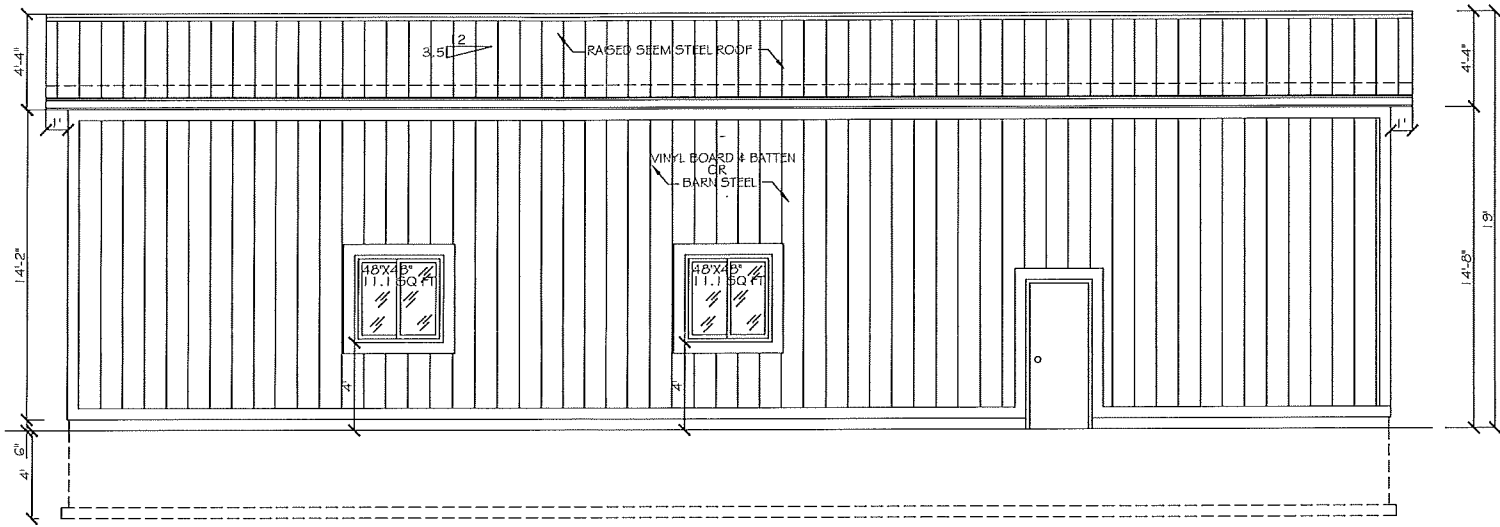 4'-4"
12
3.5
RAISED SEEM STEEL ROOF
4'-4"
1'
1'
VINYL BOARD & BATTEN
OR
BARN STEEL
14'-2"
48"X48"
11.1 SQ FT
48"X48"
11.1 SQ FT
19'
14'-8"
4'
4'
6"
4'